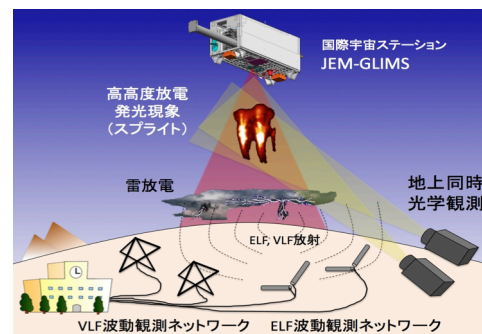 国際宇宙ステーション
JEM-GLIMS
高高度放電
発光現象
(スプライト)
雷放電
地上同時
光学観測
ELF, VLF放射
VLF波動観測ネットワーク ELF波動観測ネットワーク